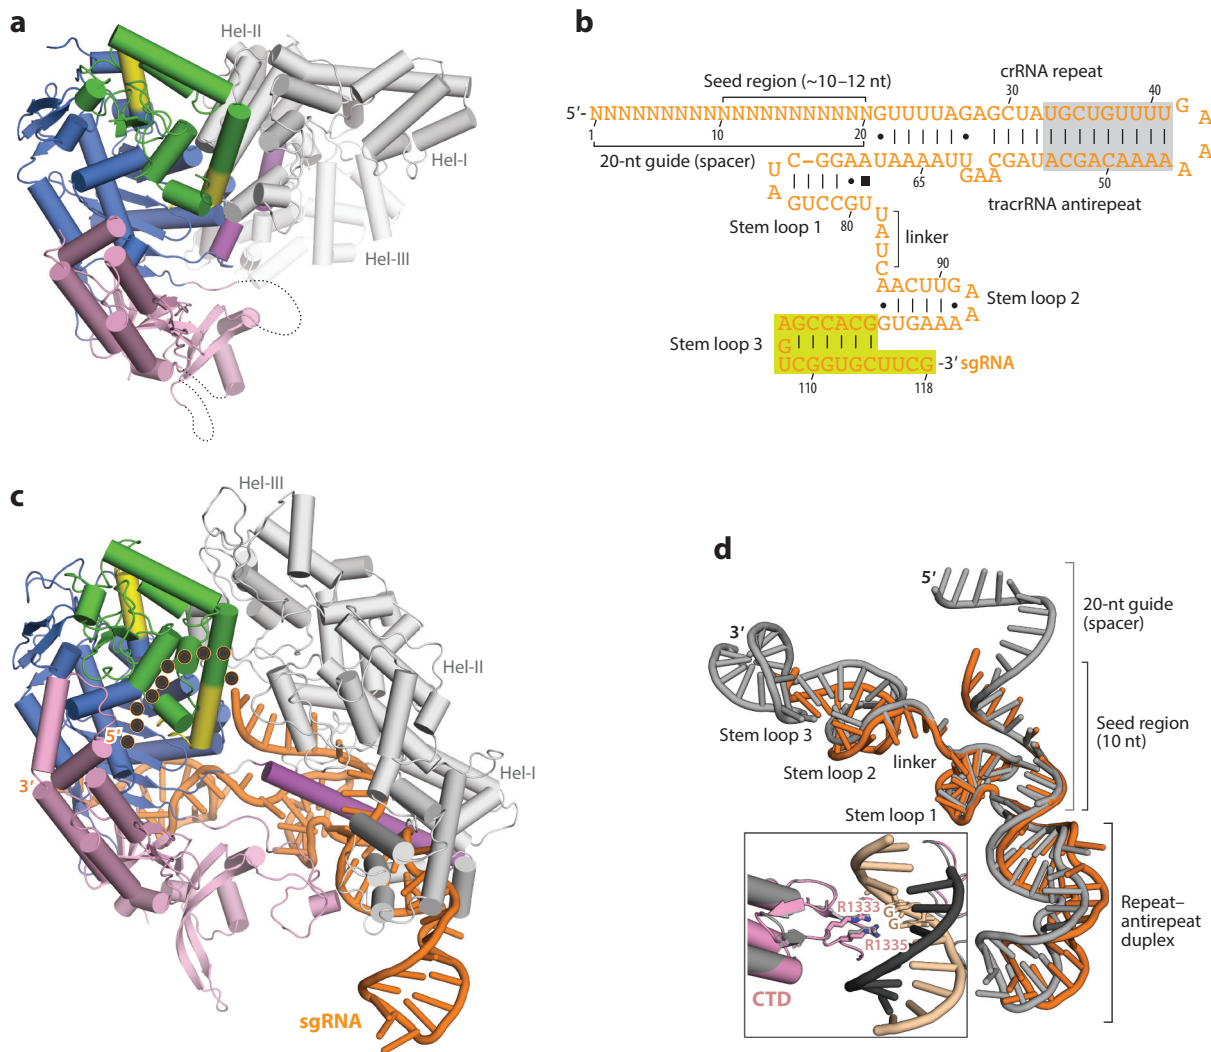 a
Hel-II
Hel-I
Hel-III
b
Seed region (~10–12 nt)
crRNA repeat
30
40
5′-NNNNNNNNNNNNNNNNNNNNGUUUUAGAGCUAUGCUGUUUUG
A
A
A
1
10
20
20-nt guide (spacer)
C–GGAAUAAAAUU
GAA
CGAUACGACAAAA
U
A
GUCCGU
65
50
Stem loop 1
80
tracrRNA antirepeat
U
A
U
C
linker
90
AACUUG
A
A
Stem loop 2
AGCCACGGUGAAA
Stem loop 3
G
UCGGUGCUUCG
-3′ sgRNA
110
118
c
Hel-III
Hel-II
Hel-I
5′
3′
sgRNA
d
5′
20-nt guide
(spacer)
3′
Seed region
(10 nt)
Stem loop 3
linker
Stem loop 2
Stem loop 1
R1333
G
G
R1335
CTD
Repeat–
antirepeat
duplex